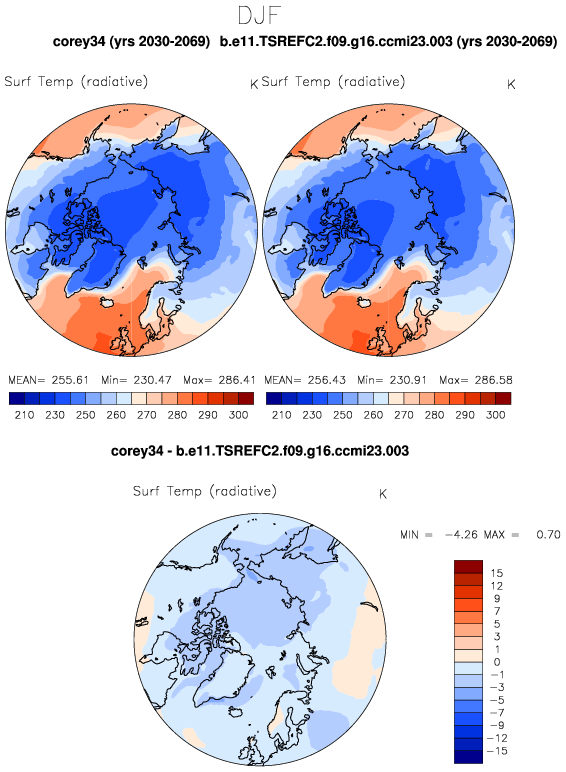 DJF
corey34 (yrs 2030-2069) b.e11.TSREFC2.f09.g16.ccmi23.003 (yrs 2030-2069)
Surf Temp (radiative) K Surf Temp (radiative) K
MEAN= 255.61 Min= 230.47 Max= 286.41 MEAN= 256.43 Min= 230.91 Max= 286.58
210 230 250 260 270 280 290 300 210 230 250 260 270 280 290 300
corey34 - b.e11.TSREFC2.f09.g16.ccmi23.003
Surf Temp (radiative) K
MIN = -4.26 MAX = 0.70
15
12
9
7
5
3
1
0
-1
-3
-5
-7
-9
-12
-15